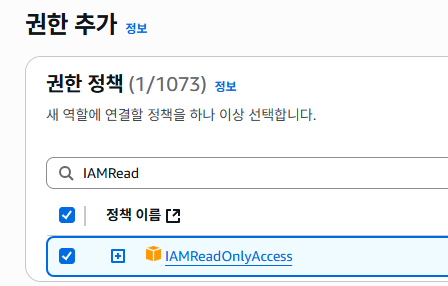 권한 추가 정보
권한 정책 (1/1073) 정보
새 역할에 연결할 정책을 하나 이상 선택합니다.
IAMRead
정책 이름
IAMReadOnlyAccess